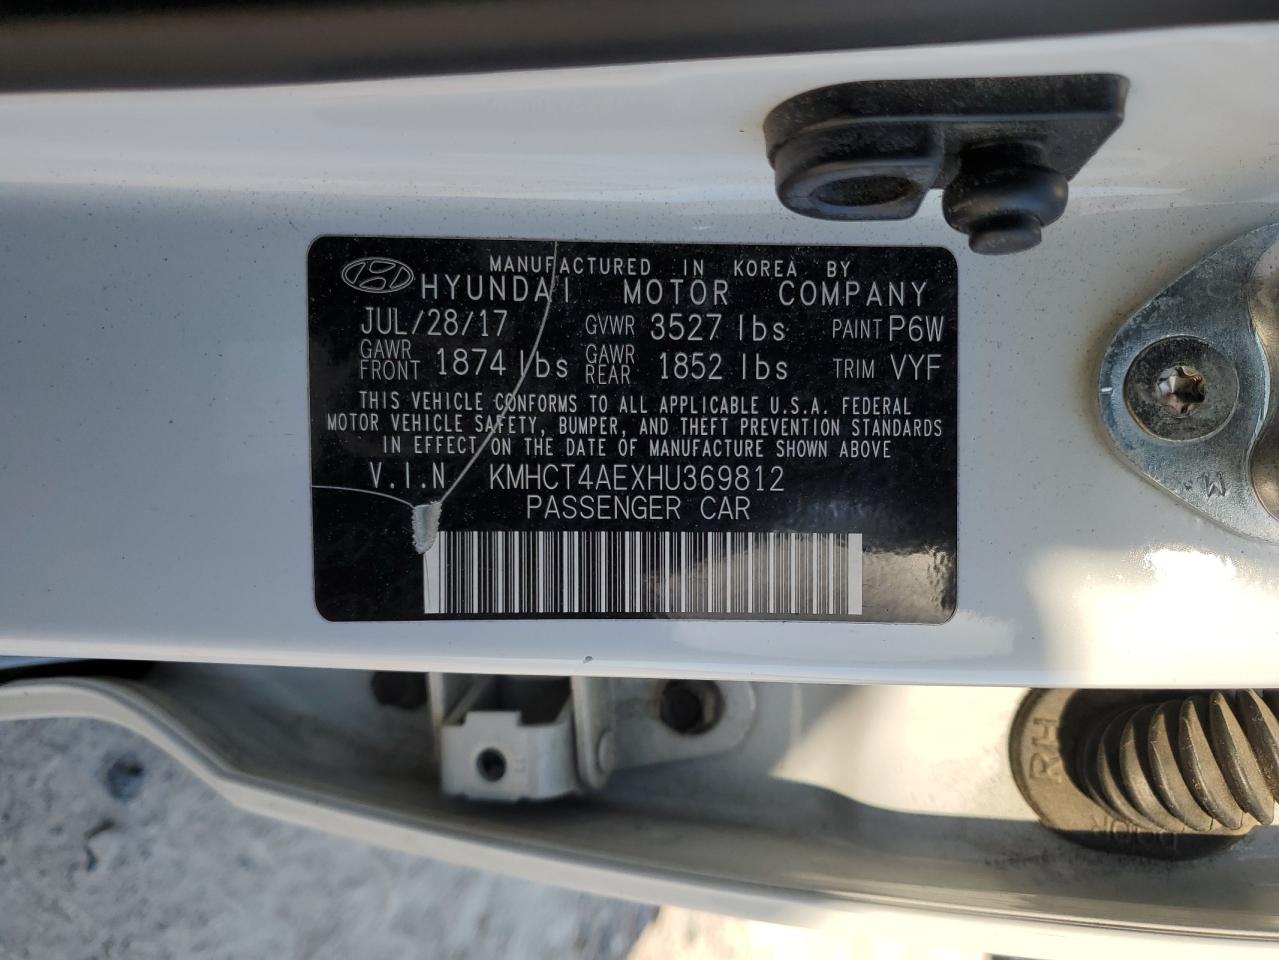 MANUFACTURED IN KOREA BY
HYUNDAI MOTOR COMPANY
JUL/28/17 GVWR 3527 lbs PAINT P6W
GAWR FRONT 1874 lbs GAWR REAR 1852 lbs TRIM VYF
THIS VEHICLE CONFORMS TO ALL APPLICABLE U.S.A. FEDERAL
MOTOR VEHICLE SAFETY, BUMPER, AND THEFT PREVENTION STANDARDS
IN EFFECT ON THE DATE OF MANUFACTURE SHOWN ABOVE
V.I.N KMHCT4AEXHU369812
PASSENGER CAR
M
RH